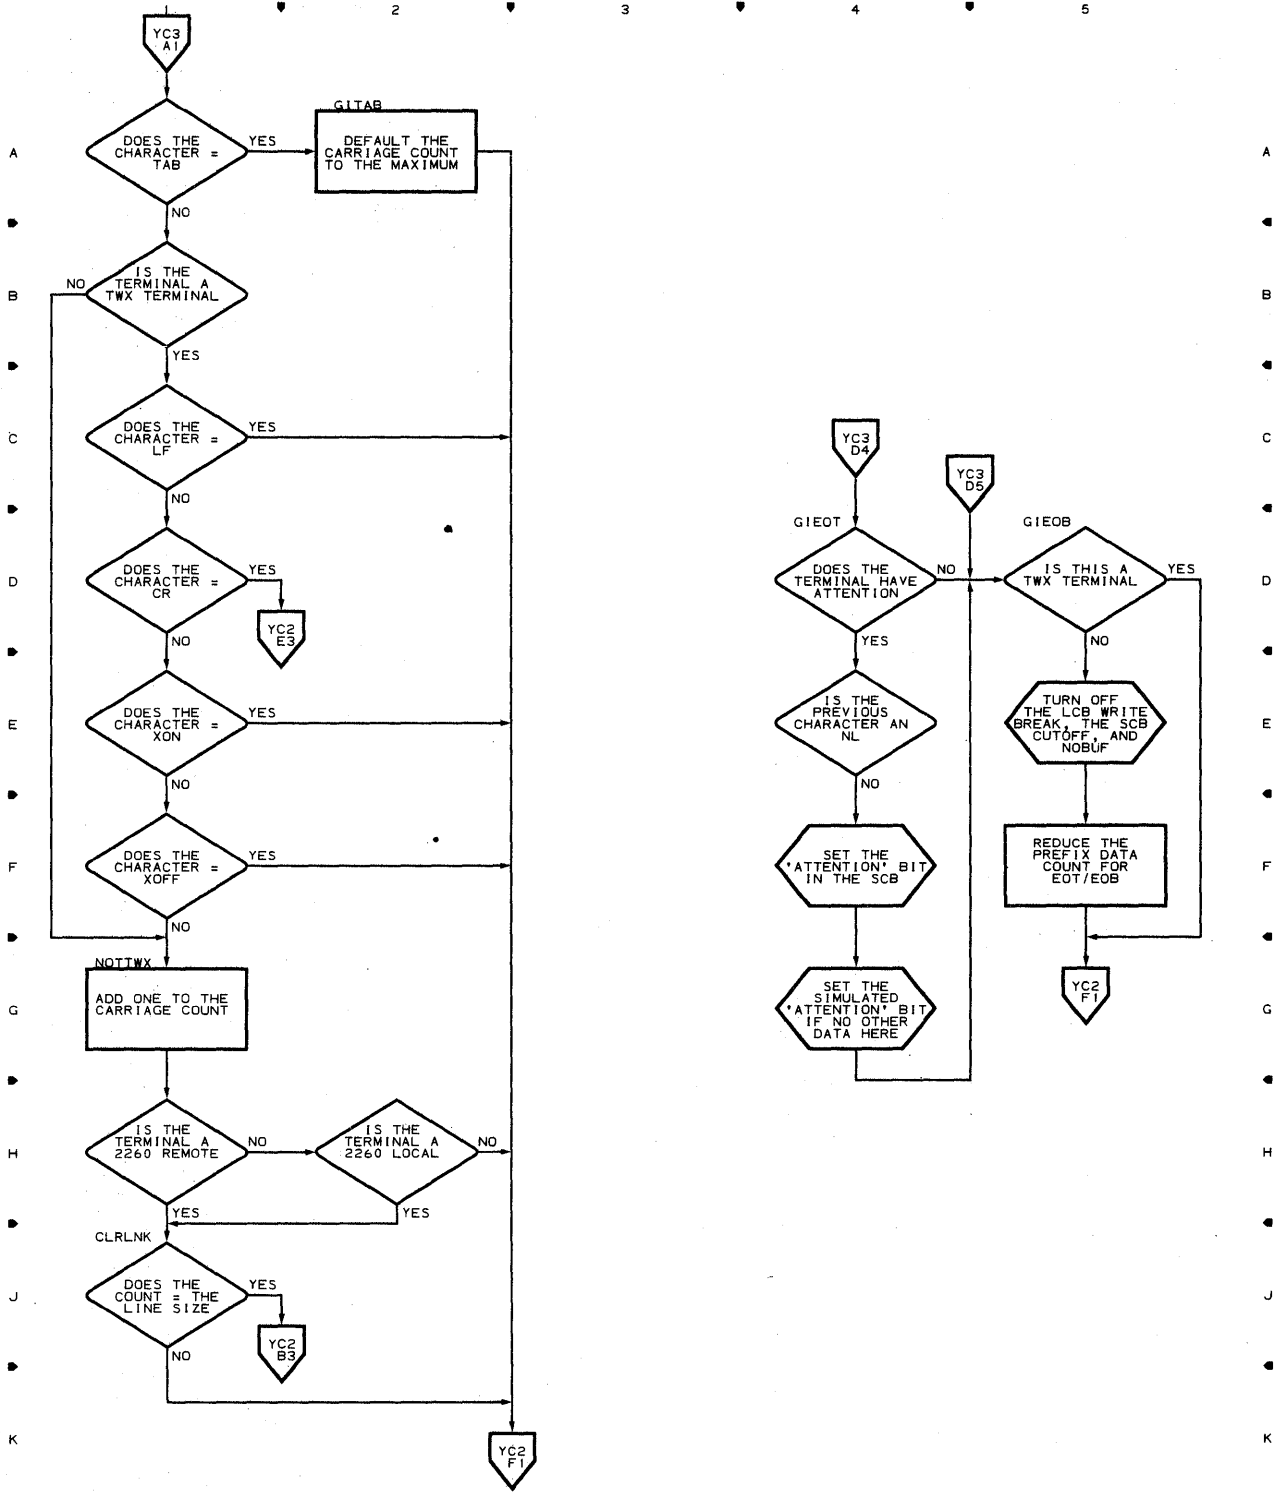 1 2 3 4 5
YC3
A1
GITAB
A
DOES THE
CHARACTER =
TAB
YES
DEFAULT THE
CARRIAGE COUNT
TO THE MAXIMUM
A
NO
B
NO
IS THE
TERMINAL A
TWX TERMINAL
B
YES
C
DOES THE
CHARACTER =
LF
YES
YC3
D4
C
YC3
D5
NO
GIEOT
GIEOB
D
DOES THE
CHARACTER =
CR
YES
DOES THE
TERMINAL HAVE
ATTENTION
NO
IS THIS A
TWX TERMINAL
YES
D
YC2
E3
NO
YES
NO
E
DOES THE
CHARACTER =
XON
YES
IS THE
PREVIOUS
CHARACTER AN
NL
TURN OFF
THE LCB WRITE
BREAK, THE SCB
CUTOFF, AND
NOBUF
E
NO
NO
F
DOES THE
CHARACTER =
XOFF
YES
SET THE
'ATTENTION' BIT
IN THE SCB
REDUCE THE
PREFIX DATA
COUNT FOR
EOT/EOB
F
NO
NOTTWX
G
ADD ONE TO THE
CARRIAGE COUNT
SET THE
SIMULATED
'ATTENTION' BIT
IF NO OTHER
DATA HERE
YC2
F1
G
H
IS THE
TERMINAL A
2260 REMOTE
NO
IS THE
TERMINAL A
2260 LOCAL
NO
H
YES
YES
CLRLNK
J
DOES THE
COUNT = THE
LINE SIZE
YES
J
YC2
B3
NO
K
YC2
F1
K